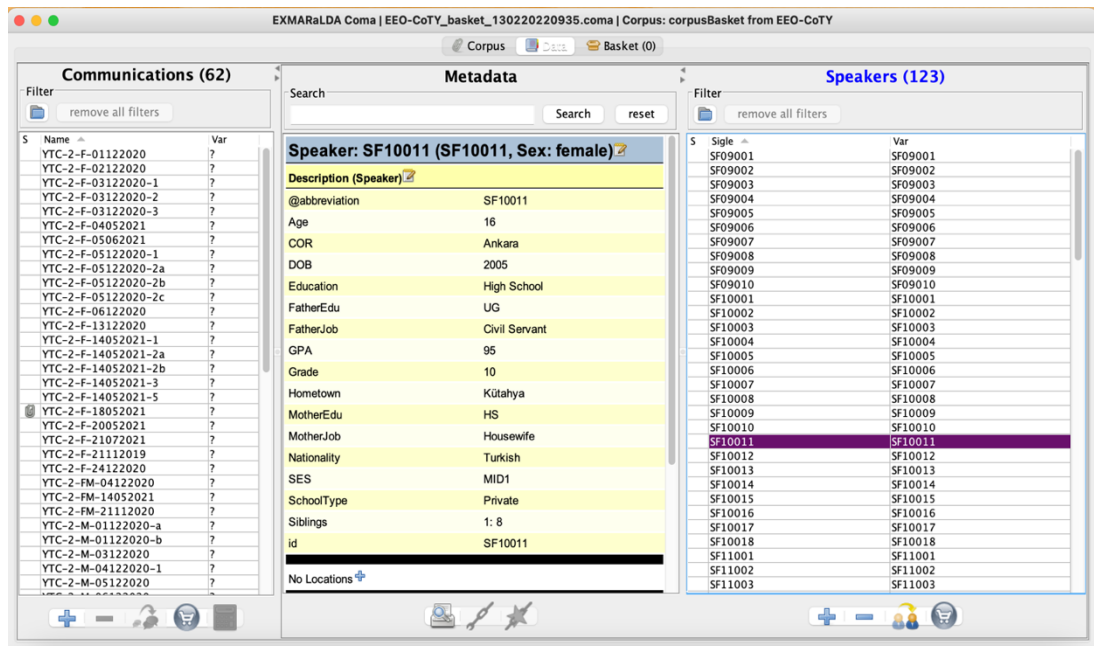 EXMARaLDA Coma | EEO-CoTY_basket_130220220935.coma | Corpus: corpusBasket from EEO-CoTY
Corpus Data Basket (0)
Communications (62)
Filter
remove all filters
S Name Var
YTC-2-F-01122020 ?
YTC-2-F-02122020 ?
YTC-2-F-03122020-1 ?
YTC-2-F-03122020-2 ?
YTC-2-F-03122020-3 ?
YTC-2-F-04052021 ?
YTC-2-F-05062021 ?
YTC-2-F-05122020-1 ?
YTC-2-F-05122020-2a ?
YTC-2-F-05122020-2b ?
YTC-2-F-05122020-2c ?
YTC-2-F-06122020 ?
YTC-2-F-13122020 ?
YTC-2-F-14052021-1 ?
YTC-2-F-14052021-2a ?
YTC-2-F-14052021-2b ?
YTC-2-F-14052021-3 ?
YTC-2-F-14052021-5 ?
YTC-2-F-18052021 ?
YTC-2-F-20052021 ?
YTC-2-F-21072021 ?
YTC-2-F-21112019 ?
YTC-2-F-24122020 ?
YTC-2-FM-04122020 ?
YTC-2-FM-14052021 ?
YTC-2-FM-21112020 ?
YTC-2-M-01122020-a ?
YTC-2-M-01122020-b ?
YTC-2-M-03122020 ?
YTC-2-M-04122020-1 ?
YTC-2-M-05122020 ?
Metadata
Search
Search reset
Speaker: SF10011 (SF10011, Sex: female)
Description (Speaker)
@abbreviation SF10011
Age 16
COR Ankara
DOB 2005
Education High School
FatherEdu UG
FatherJob Civil Servant
GPA 95
Grade 10
Hometown Kütahya
MotherEdu HS
MotherJob Housewife
Nationality Turkish
SES MID1
SchoolType Private
Siblings 1: 8
id SF10011
No Locations
Speakers (123)
Filter
remove all filters
S Sigle Var
SF09001 SF09001
SF09002 SF09002
SF09003 SF09003
SF09004 SF09004
SF09005 SF09005
SF09006 SF09006
SF09007 SF09007
SF09008 SF09008
SF09009 SF09009
SF09010 SF09010
SF10001 SF10001
SF10002 SF10002
SF10003 SF10003
SF10004 SF10004
SF10005 SF10005
SF10006 SF10006
SF10007 SF10007
SF10008 SF10008
SF10009 SF10009
SF10010 SF10010
SF10011 SF10011
SF10012 SF10012
SF10013 SF10013
SF10014 SF10014
SF10015 SF10015
SF10016 SF10016
SF10017 SF10017
SF10018 SF10018
SF11001 SF11001
SF11002 SF11002
SF11003 SF11003